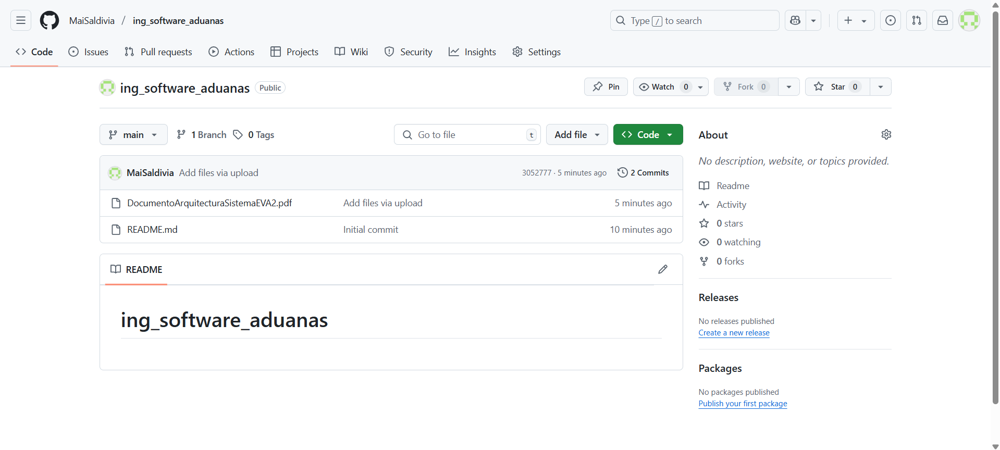 MaiSaldivia / ing_software_aduanas
Type / to search
Code Issues Pull requests Actions Projects Wiki Security Insights Settings
ing_software_aduanas Public
Pin Watch 0 Fork 0 Star 0
main 1 Branch 0 Tags Go to file t Add file Code
MaiSaldivia Add files via upload 3052777 · 5 minutes ago 2 Commits
DocumentoArquitecturaSistemaEVA2.pdf Add files via upload 5 minutes ago
README.md Initial commit 10 minutes ago
README
ing_software_aduanas
About
No description, website, or topics provided.
Readme
Activity
0 stars
0 watching
0 forks
Releases
No releases published
Create a new release
Packages
No packages published
Publish your first package